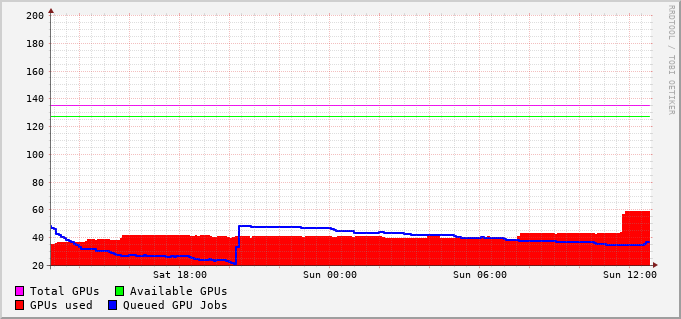 200
180
160
140
120
100
80
60
40
20
Sat 18:00 Sun 00:00 Sun 06:00 Sun 12:00
Total GPUs Available GPUs
GPUs used Queued GPU Jobs
RRDTOOL / TOBI OETIKER